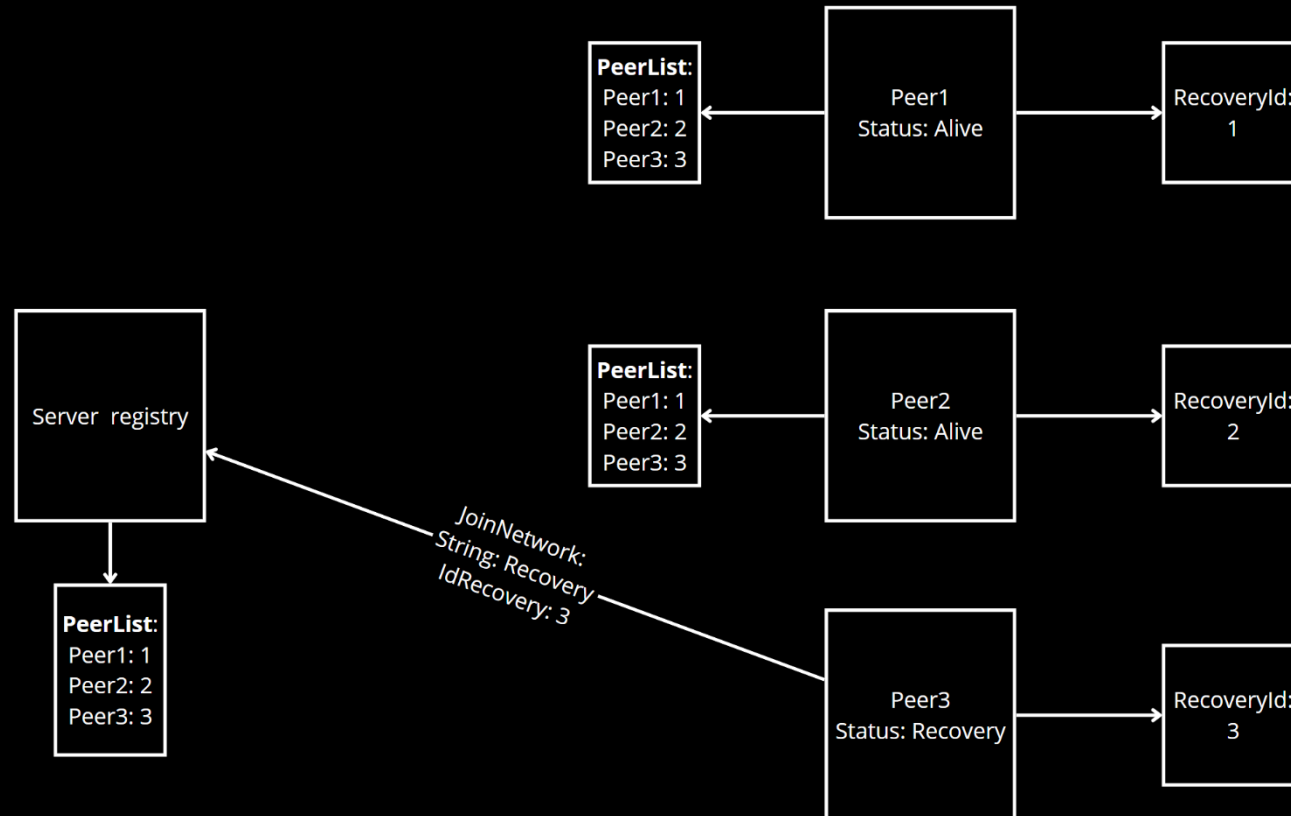 PeerList:
Peer1: 1
Peer2: 2
Peer3: 3
Peer1
Status: Alive
RecoveryId:
1
Server registry
PeerList:
Peer1: 1
Peer2: 2
Peer3: 3
Peer2
Status: Alive
RecoveryId:
2
JoinNetwork:
String: Recovery
IdRecovery: 3
PeerList:
Peer1: 1
Peer2: 2
Peer3: 3
Peer3
Status: Recovery
RecoveryId:
3